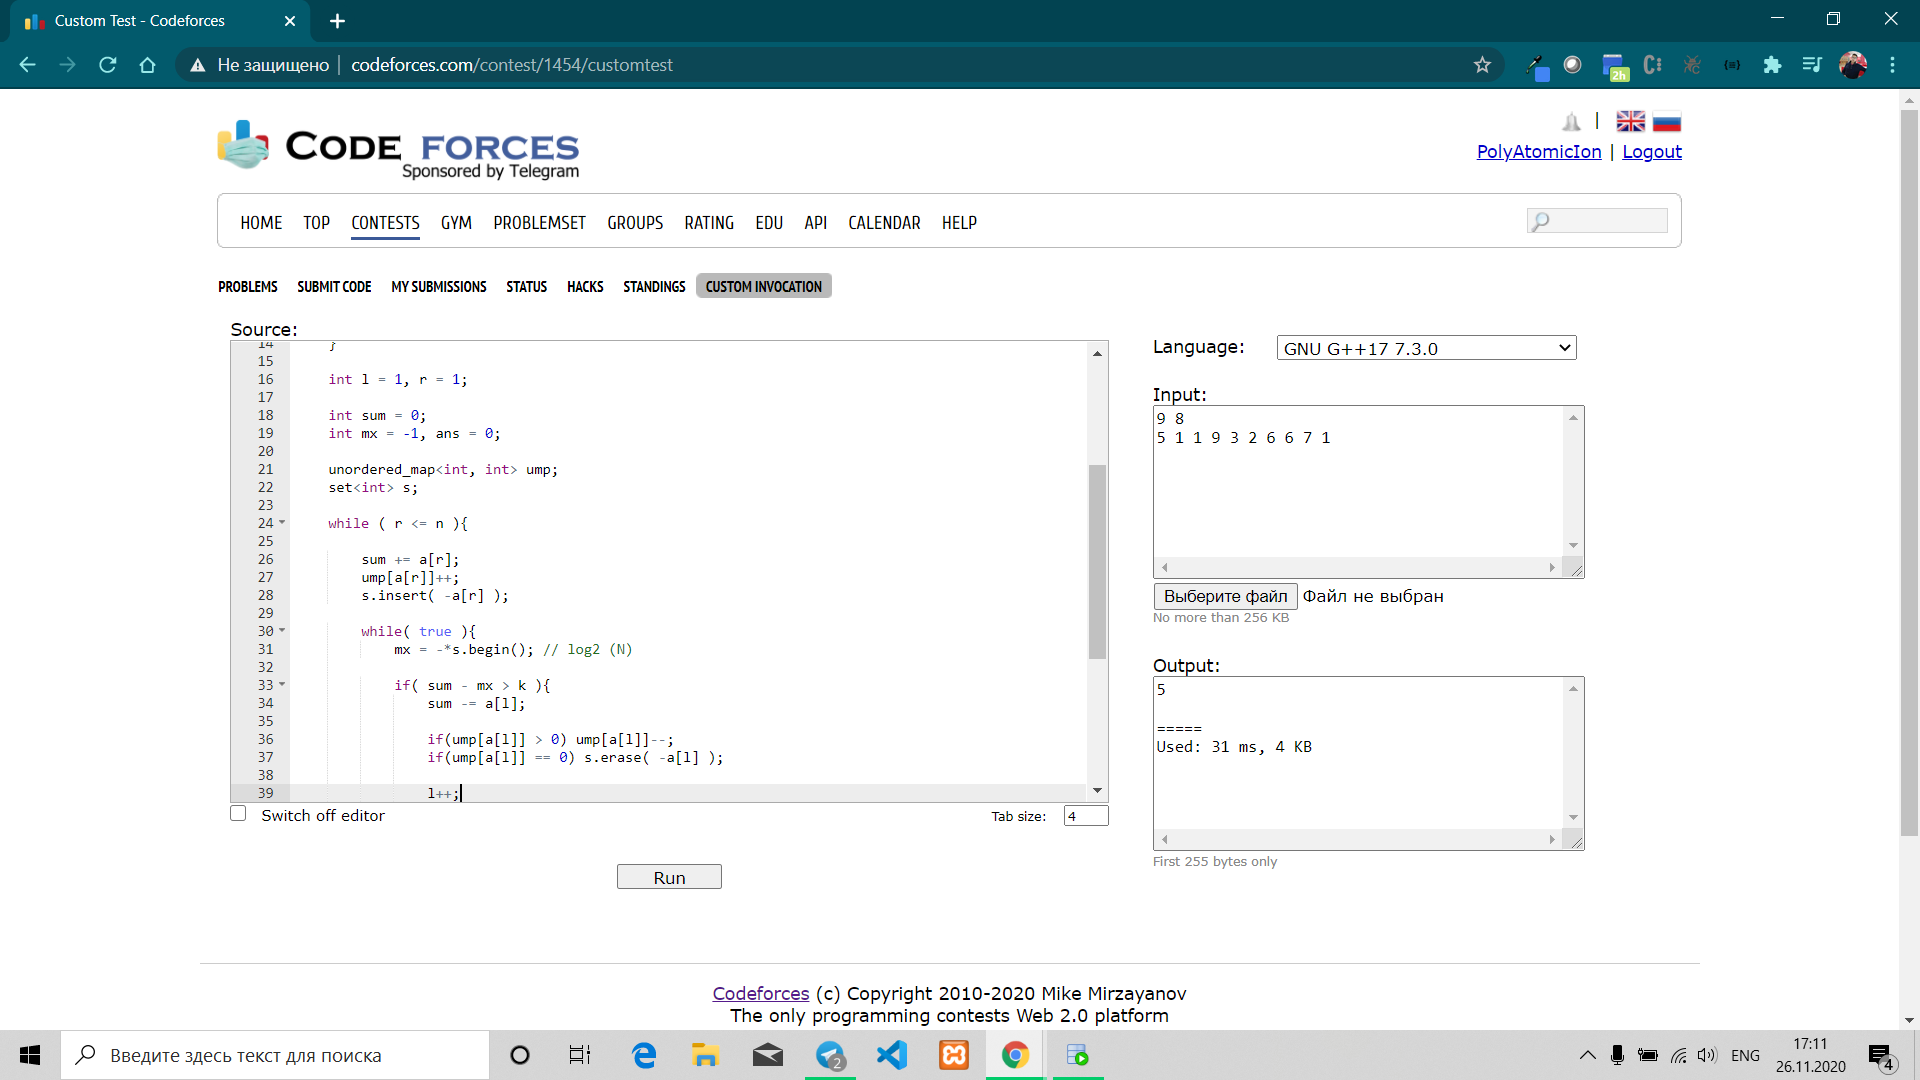 Custom Test - Codeforces
Не защищено codeforces.com/contest/1454/customtest
2h
CODE FORCES
Sponsored by Telegram
PolyAtomicIon | Logout
HOME TOP CONTESTS GYM PROBLEMSET GROUPS RATING EDU API CALENDAR HELP
PROBLEMS SUBMIT CODE MY SUBMISSIONS STATUS HACKS STANDINGS CUSTOM INVOCATION
Source:
14 }
15
16 int l = 1, r = 1;
17
18 int sum = 0;
19 int mx = -1, ans = 0;
20
21 unordered_map<int, int> ump;
22 set<int> s;
23
24 while ( r <= n ){
25
26 sum += a[r];
27 ump[a[r]]++;
28 s.insert( -a[r] );
29
30 while( true ){
31 mx = -*s.begin(); // log2 (N)
32
33 if( sum - mx > k ){
34 sum -= a[l];
35
36 if(ump[a[l]] > 0) ump[a[l]]--;
37 if(ump[a[l]] == 0) s.erase( -a[l] );
38
39 l++;
Switch off editor
Tab size: 4
Run
Language: GNU G++17 7.3.0
Input:
9 8
5 1 1 9 3 2 6 6 7 1
Выберите файл Файл не выбран
No more than 256 KB
Output:
5
=====
Used: 31 ms, 4 KB
First 255 bytes only
Codeforces (c) Copyright 2010-2020 Mike Mirzayanov
The only programming contests Web 2.0 platform
Введите здесь текст для поиска
2
ENG
17:11
26.11.2020
4